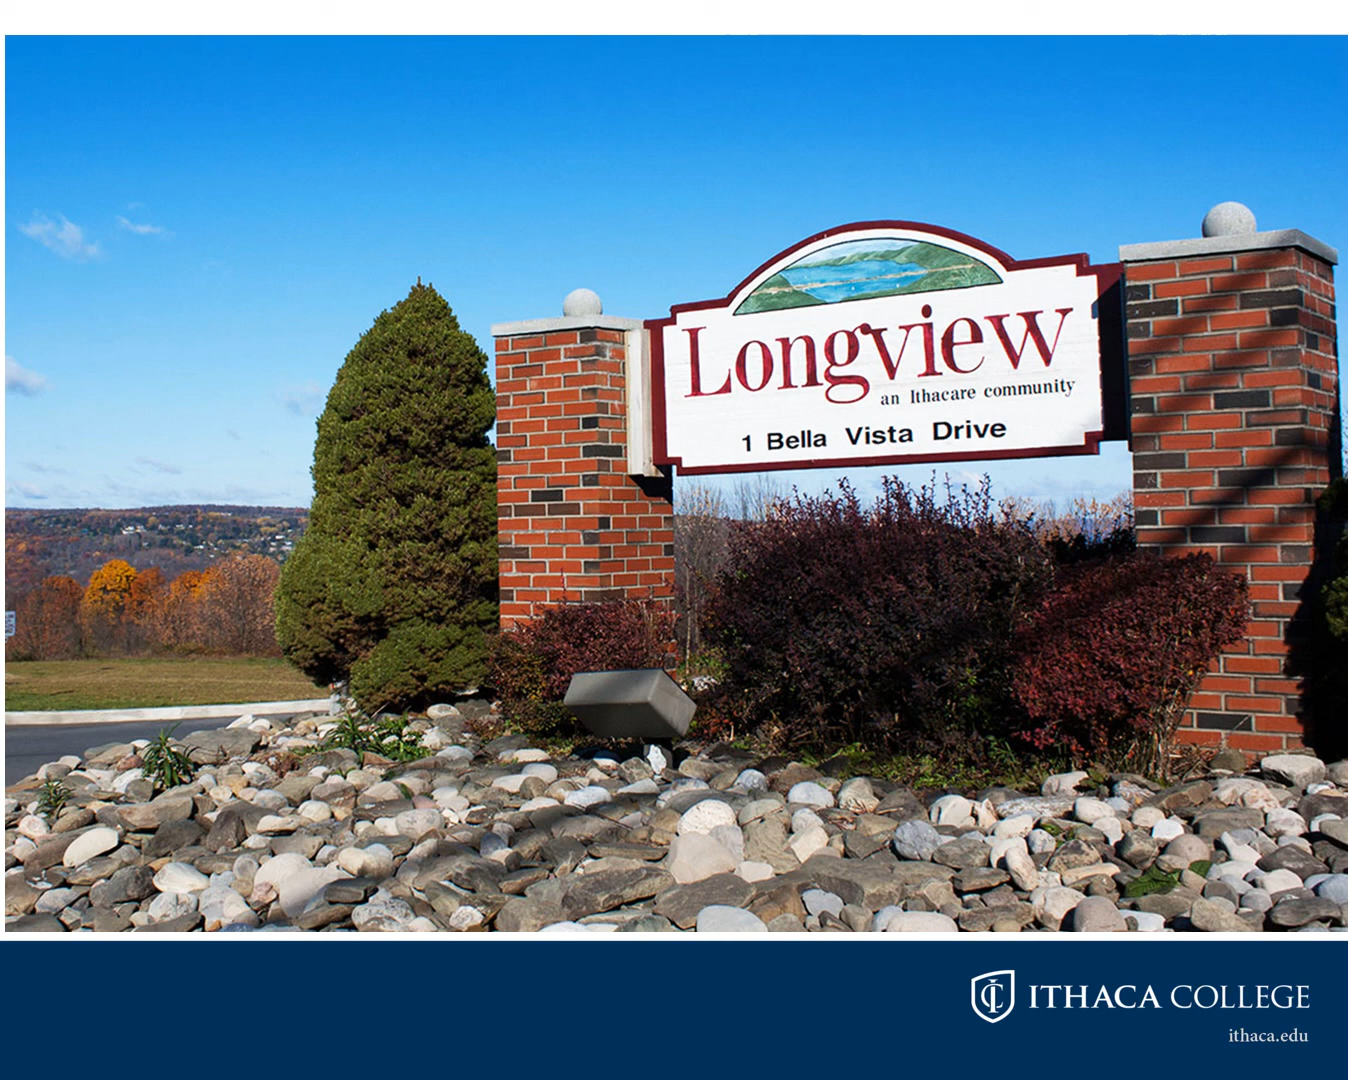 Longview
an Ithacare community
1 Bella Vista Drive
ITHACA COLLEGE
ithaca.edu